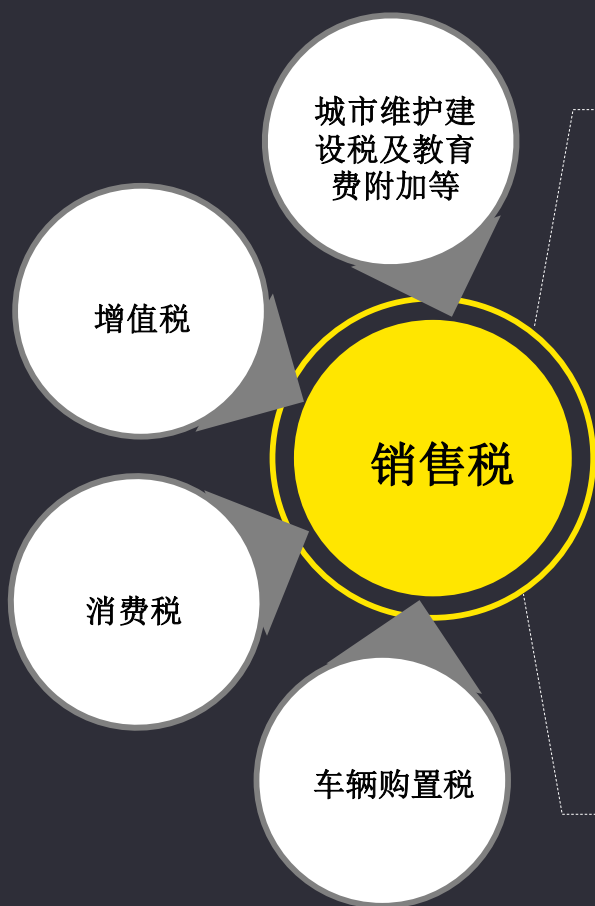 城市维护建
设税及教育
费附加等
增值税
销售税
消费税
车辆购置税